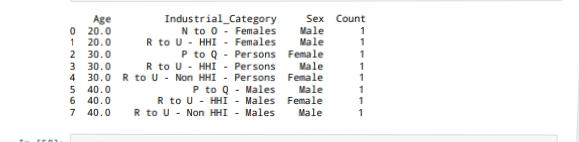 Age Industrial_Category Sex Count
0 20.0 N to O - Females Male 1
1 20.0 R to U - HHI - Females Male 1
2 30.0 P to Q - Persons Female 1
3 30.0 R to U - HHI - Persons Male 1
4 30.0 R to U - Non HHI - Persons Female 1
5 40.0 P to Q - Males Male 1
6 40.0 R to U - HHI - Males Female 1
7 40.0 R to U - Non HHI - Males Male 1